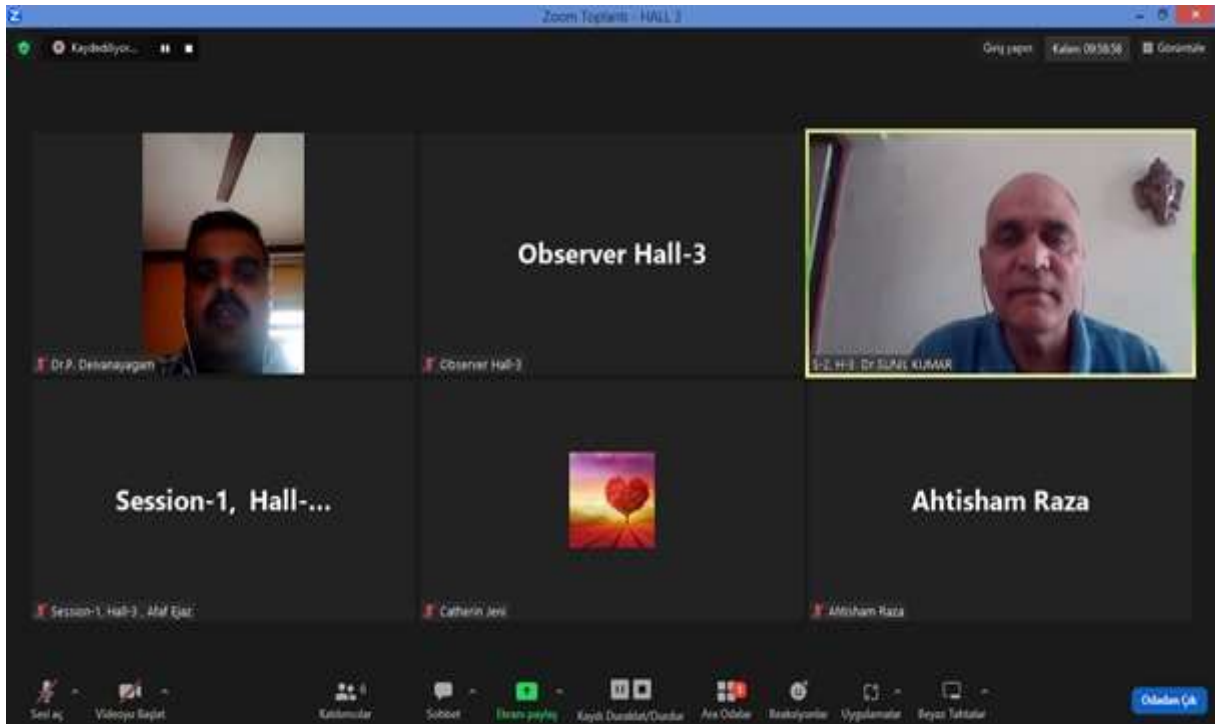 Zoom Toplantı - HALL 3
Kaydediliyor...
Giriş yapın
Kalan: 09:58:58
Görüntüle
Observer Hall-3
Dr.P. Devanayagam
Observer Hall-3
S-2, H-3 Dr SUNIL KUMAR
Session-1, Hall-...
Ahtisham Raza
Session-1, Hall-3 , Afaf Ejaz
Catherin Jeni
Ahtisham Raza
Sesi aç
Videoyu Başlat
Katılımcılar
6
Sohbet
Ekranı paylaş
Kaydı Duraklat/Durdur
Ara Odalar
Reaksiyonlar
Uygulamalar
Beyaz Tahtalar
Odadan Çık